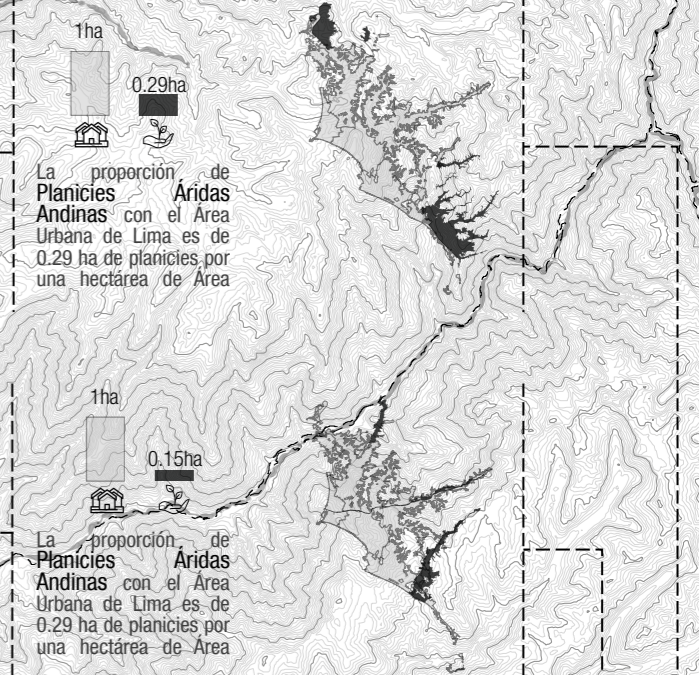 1ha
0.29ha
La proporción de
Planicies Áridas
Andinas con el Área
Urbana de Lima es de
0.29 ha de planicies por
una hectárea de Área
1ha
0.15ha
La proporción de
Planicies Áridas
Andinas con el Área
Urbana de Lima es de
0.29 ha de planicies por
una hectárea de Área